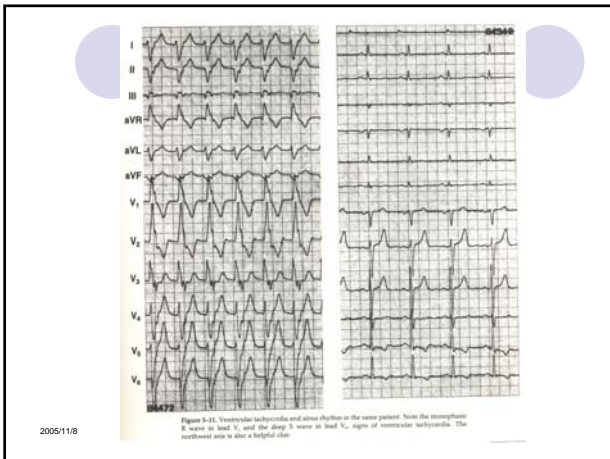 04340
I
II
III
aVR
aVL
aVF
V1
V2
V3
V4
V5
V6
04472
Figure 3-11. Ventricular tachycardia and sinus rhythm in the same patient. Note the monophasic
R wave in lead V1 and the deep S wave in lead V6, signs of ventricular tachycardia. The
northwest axis is also a helpful clue.
2005/11/8